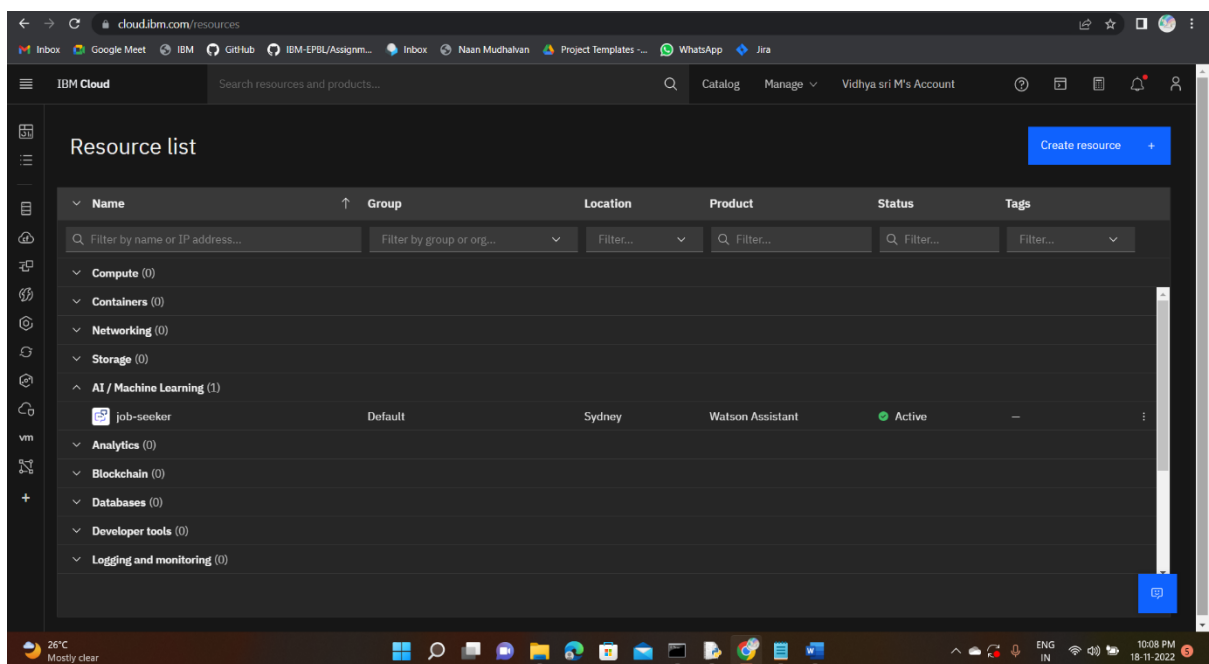 cloud.ibm.com/resources
Inbox Google Meet IBM GitHub IBM-EPBL/Assignm... Inbox Naan Mudhalvan Project Templates -... WhatsApp Jira
IBM Cloud Search resources and products... Catalog Manage Vidhya sri M's Account
Resource list
Create resource +
Name Group Location Product Status Tags
Filter by name or IP address... Filter by group or org... Filter... Filter... Filter... Filter...
Compute (0)
Containers (0)
Networking (0)
Storage (0)
AI / Machine Learning (1)
job-seeker Default Sydney Watson Assistant Active –
Analytics (0)
vm
Blockchain (0)
Databases (0)
Developer tools (0)
Logging and monitoring (0)
26°C
Mostly clear
ENG
IN
10:08 PM
18-11-2022
5